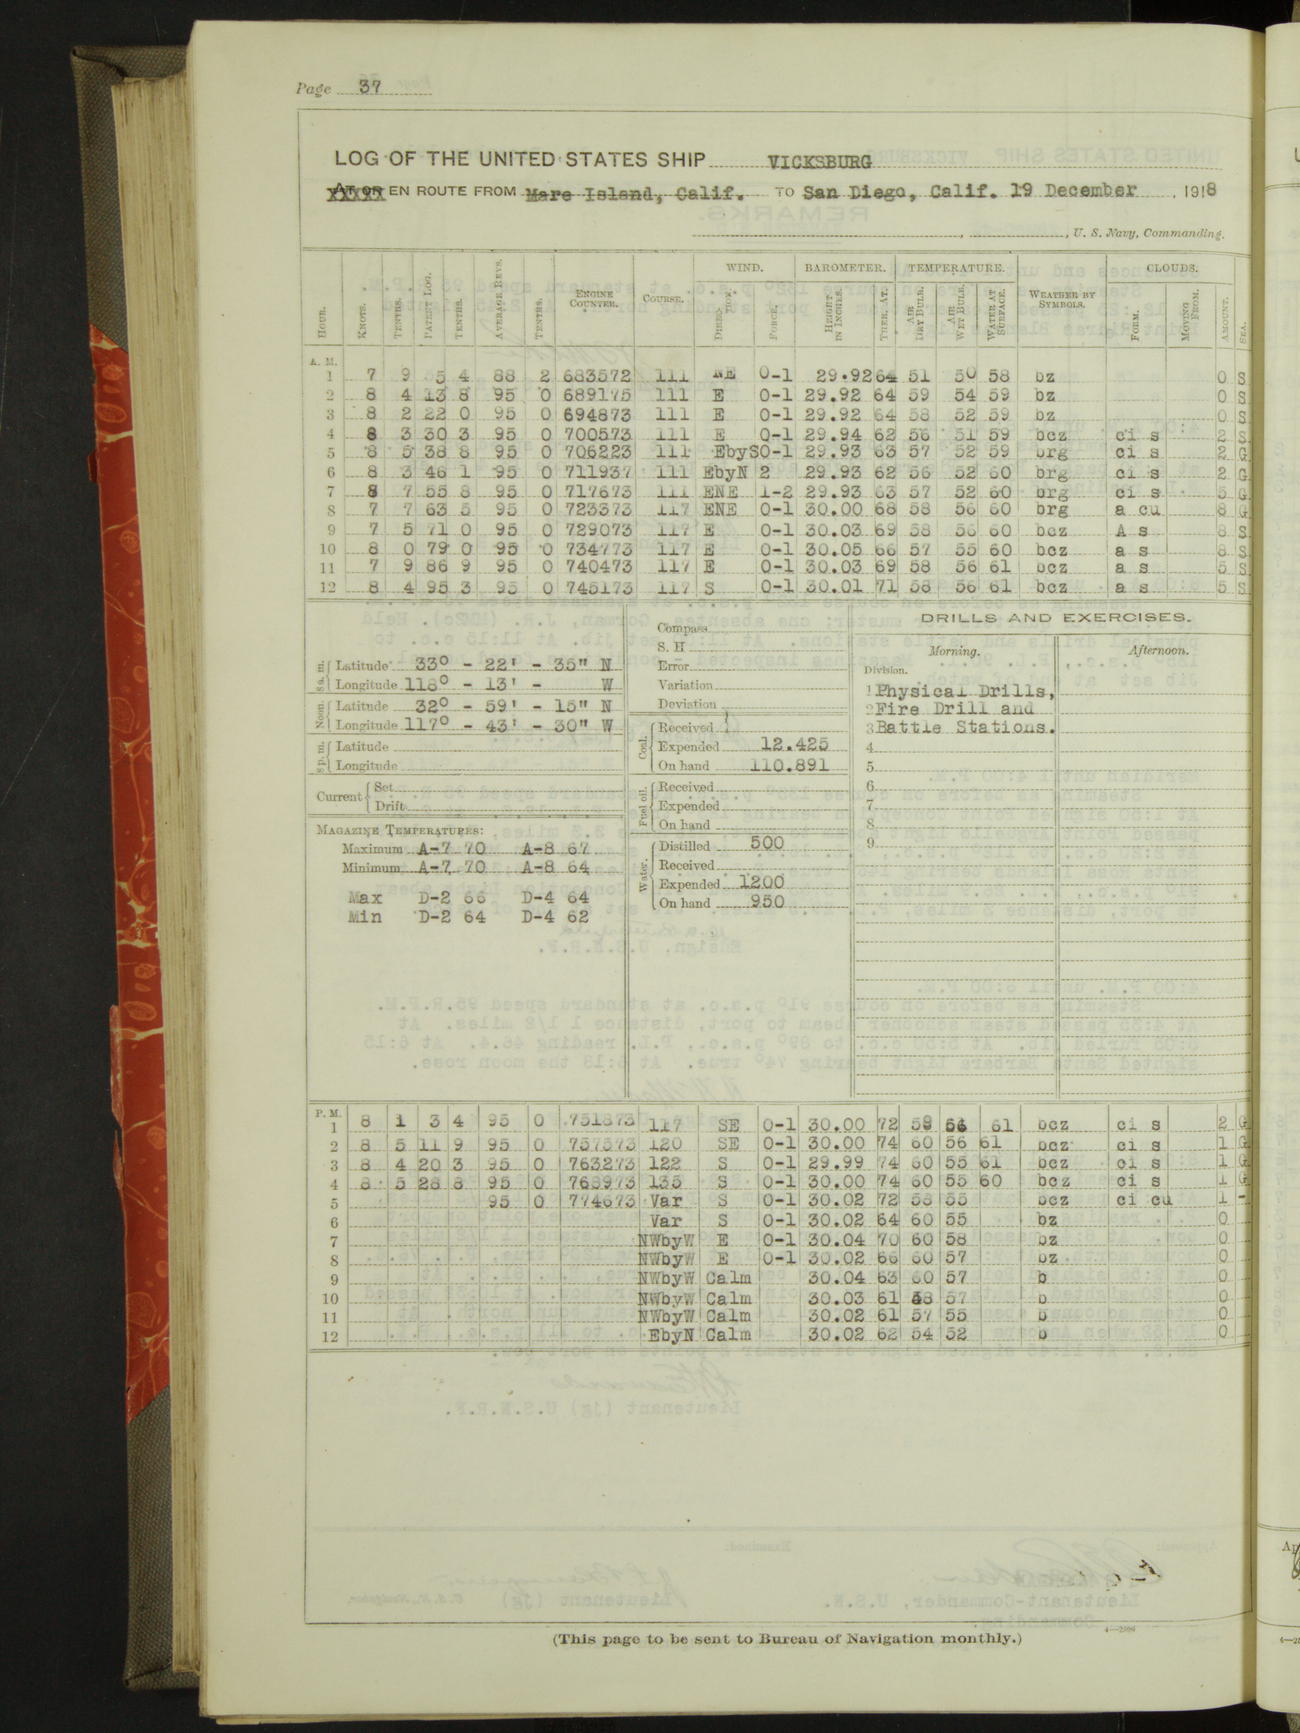 Page 37
LOG OF THE UNITED STATES SHIP VICKSBURG
XXXXX EN ROUTE FROM Mare Island, Calif. TO San Diego, Calif. 19 December , 1918
, , U. S. Navy, Commanding.
HOUR. KNOTS. TENTHS. PATENT LOG. TENTHS. AVERAGE REVS. TENTHS. ENGINE COUNTER. COURSE. WIND. DIRECTION. FORCE. BAROMETER. HEIGHT IN INCHES. THER. AT. TEMPERATURE. AIR DRY BULB. AIR WET BULB. WATER AT SURFACE. WEATHER BY SYMBOLS. CLOUDS. FORM. MOVING FROM. AMOUNT. SEA.
A. M.
1 7 9 5 4 88 2 683572 111 NE 0-1 29.92 64 51 50 58 bz 0 S
2 8 4 13 8 95 0 689175 111 E 0-1 29.92 64 59 54 59 bz 0 S
3 8 2 22 0 95 0 694873 111 E 0-1 29.92 64 58 52 59 bz 0 S
4 8 3 30 3 95 0 700573 111 E 0-1 29.94 62 56 51 59 bcz ci s 2 S
5 8 5 38 8 95 0 706223 111 EbyS 0-1 29.93 63 57 52 59 brg ci s 2 G
6 8 3 46 1 95 0 711937 111 EbyN 2 29.93 62 56 52 60 brg ci s 2 G
7 8 7 55 8 95 0 717673 111 ENE 1-2 29.93 63 57 52 60 brg ci s 5 G
8 7 7 63 5 95 0 723373 117 ENE 0-1 30.00 68 58 56 60 brg a cu 8 G
9 7 5 71 0 95 0 729073 117 E 0-1 30.03 69 58 56 60 bcz A s 8 S
10 8 0 79 0 95 0 734773 117 E 0-1 30.05 66 57 55 60 bcz a s 8 S
11 7 9 86 9 95 0 740473 117 E 0-1 30.03 69 58 56 61 bcz a s 5 S
12 8 4 95 3 95 0 745173 117 S 0-1 30.01 71 58 56 61 bcz a s 5 S
8 a. m. Latitude 33° - 22' - 35" N
Longitude 118° - 13' - W
Noon. Latitude 32° - 59' - 15" N
Longitude 117° - 43' - 30" W
8 p. m. Latitude
Longitude
Current Set
Drift
MAGAZINE TEMPERATURES:
Maximum A-7 70 A-8 67
Minimum A-7 70 A-8 64
Max D-2 66 D-4 64
Min D-2 64 D-4 62
Compass
S. H
Error
Variation
Deviation
Coal. Received
Expended 12.425
On hand 110.891
Fuel oil. Received
Expended
On hand
Water. Distilled 500
Received
Expended 1200
On hand 950
DRILLS AND EXERCISES.
Morning. Afternoon.
Division.
1 Physical Drills,
2 Fire Drill and
3 Battle Stations.
4
5
6
7
8
9
P. M.
1 8 1 3 4 95 0 751873 117 SE 0-1 30.00 72 61 bcz ci s 2 G
2 8 5 11 9 95 0 757573 120 SE 0-1 30.00 74 60 56 61 bcz ci s 1 G
3 8 4 20 3 95 0 763273 122 S 0-1 29.99 74 60 55 61 bcz ci s 1 G
4 8 5 28 8 95 0 768973 135 S 0-1 30.00 74 60 55 60 bcz ci s 1 G
5 95 0 774673 Var S 0-1 30.02 72 58 55 bcz ci cu 1 -
6 Var S 0-1 30.02 64 60 55 bz 0
7 NWbyW E 0-1 30.04 70 60 58 bz 0
8 NWbyW E 0-1 30.02 66 60 57 bz 0
9 NWbyW Calm 30.04 63 60 57 b 0
10 NWbyW Calm 30.03 61 57 b 0
11 NWbyW Calm 30.02 61 57 55 b 0
12 EbyN Calm 30.02 62 54 52 b 0
(This page to be sent to Bureau of Navigation monthly.)